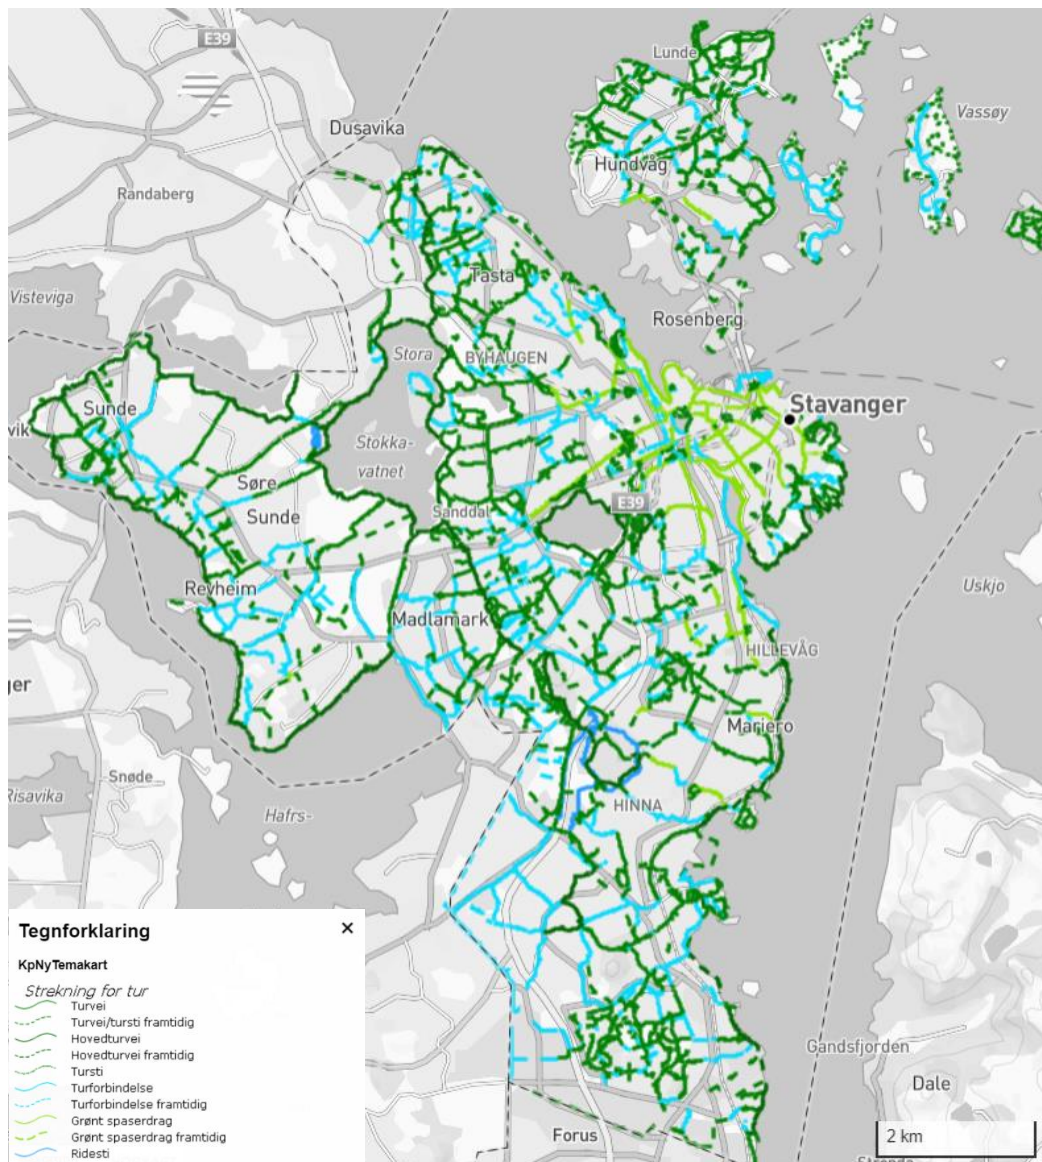 E39
Lunde
Vassøy
Dusavika
Hundvåg
Randaberg
Tasta
Visteviga
Rosenberg
Stora
BYHAUGEN
Stavanger
Sunde
vik
Stokka-
vatnet
Søre
Sunde
Sanddal
E39
Uskjo
Revheim
Madlamark
HILLEVÅG
ger
Mariero
Snøde
Risavika
Hafrs-
HINNA
Tegnforklaring ×
KpNyTemakart
Strekning for tur
Turvei
Turvei/tursti framtidig
Hovedturvei
Hovedturvei framtidig
Tursti
Turforbindelse
Turforbindelse framtidig
Grønt spaserdrag
Grønt spaserdrag framtidig
Ridesti
Gandsfjorden
Dale
Forus
2 km